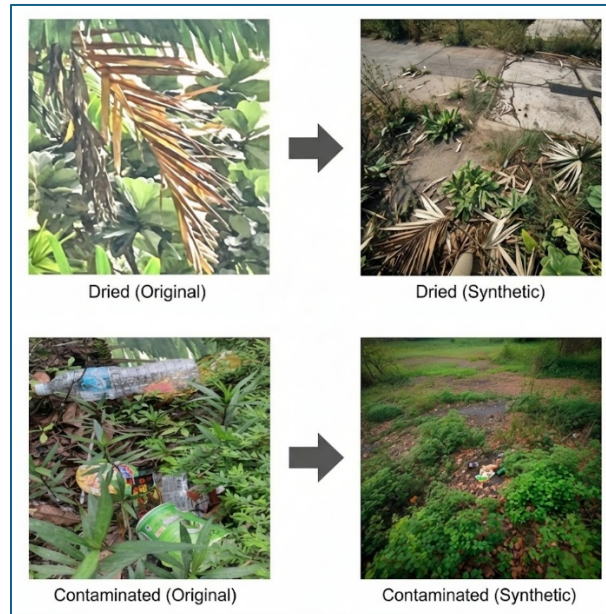 Dried (Original)
Dried (Synthetic)
Contaminated (Original)
Contaminated (Synthetic)